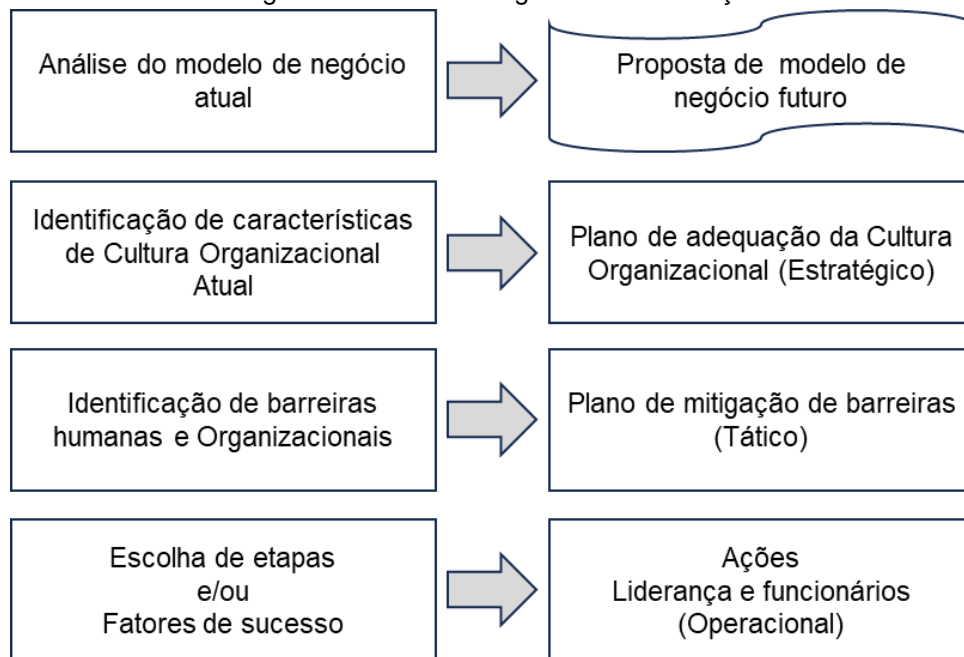 Análise do modelo de negócio
atual
Proposta de modelo de
negócio futuro
Identificação de características
de Cultura Organizacional
Atual
Plano de adequação da Cultura
Organizacional (Estratégico)
Identificação de barreiras
humanas e Organizacionais
Plano de mitigação de barreiras
(Tático)
Escolha de etapas
e/ou
Fatores de sucesso
Ações
Liderança e funcionários
(Operacional)